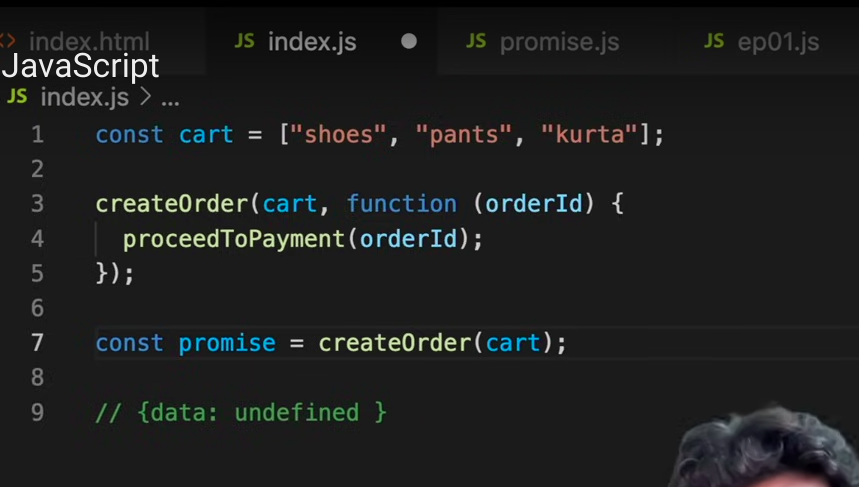 <> index.html JS index.js ● JS promise.js JS ep01.js
JavaScript
JS index.js > ...
1 const cart = ["shoes", "pants", "kurta"];
2
3 createOrder(cart, function (orderId) {
4 proceedToPayment(orderId);
5 });
6
7 const promise = createOrder(cart);
8
9 // {data: undefined }